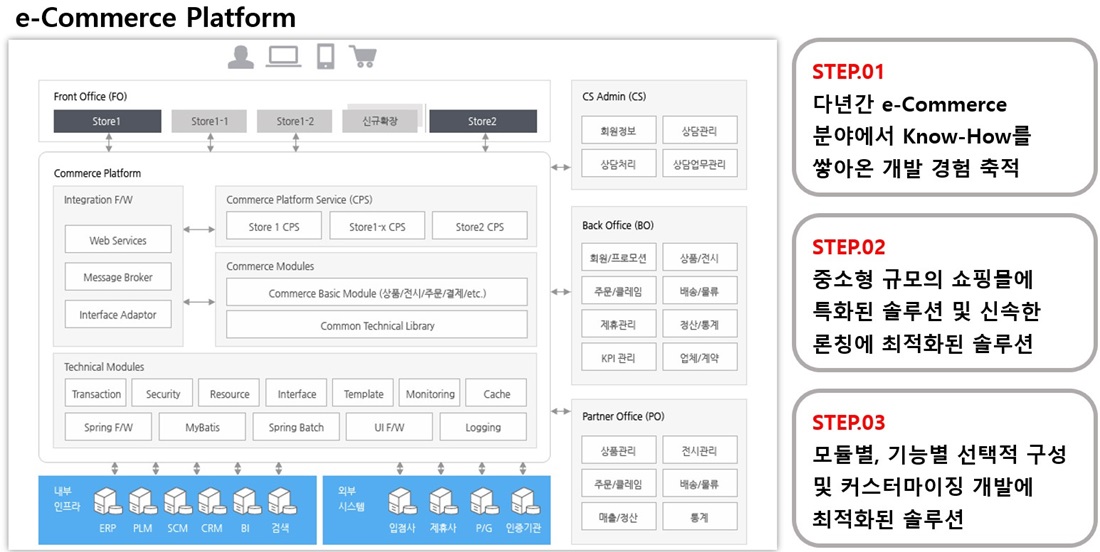 e-Commerce Platform
Front Office (FO)
Store1
Store1-1
Store1-2
신규확장
Store2
Commerce Platform
Integration F/W
Web Services
Message Broker
Interface Adaptor
Commerce Platform Service (CPS)
Store 1 CPS
Store1-x CPS
Store2 CPS
Commerce Modules
Commerce Basic Module (상품/전시/주문/결제/etc.)
Common Technical Library
Technical Modules
Transaction
Security
Resource
Interface
Template
Monitoring
Cache
Spring F/W
MyBatis
Spring Batch
UI F/W
Logging
내부
인프라
ERP
PLM
SCM
CRM
BI
검색
외부
시스템
입점사
제휴사
P/G
인증기관
CS Admin (CS)
회원정보
상담관리
상담처리
상담업무관리
Back Office (BO)
회원/프로모션
상품/전시
주문/클레임
배송/물류
제휴관리
정산/통계
KPI 관리
업체/계약
Partner Office (PO)
상품관리
전시관리
주문/클레임
배송/물류
매출/정산
통계
STEP.01
다년간 e-Commerce
분야에서 Know-How를
쌓아온 개발 경험 축적
STEP.02
중소형 규모의 쇼핑몰에
특화된 솔루션 및 신속한
론칭에 최적화된 솔루션
STEP.03
모듈별, 기능별 선택적 구성
및 커스터마이징 개발에
최적화된 솔루션